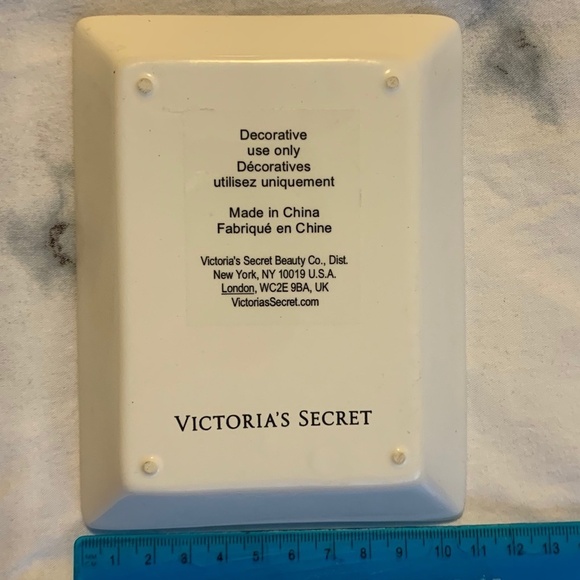 Decorative
use only
Décoratives
utilisez uniquement
Made in China
Fabriqué en Chine
Victoria's Secret Beauty Co., Dist.
New York, NY 10019 U.S.A.
London, WC2E 9BA, UK
VictoriasSecret.com
VICTORIA'S SECRET
1 2 3 4 5 6 7 8 9 10 11 12 13